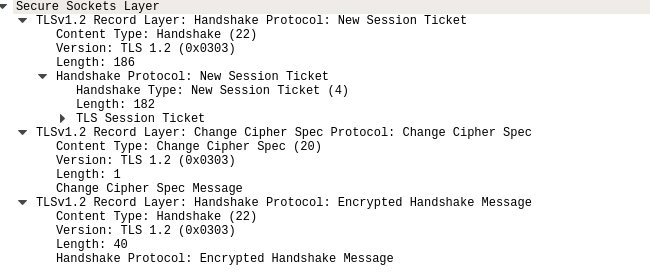 Secure Sockets Layer
TLSv1.2 Record Layer: Handshake Protocol: New Session Ticket
Content Type: Handshake (22)
Version: TLS 1.2 (0x0303)
Length: 186
Handshake Protocol: New Session Ticket
Handshake Type: New Session Ticket (4)
Length: 182
TLS Session Ticket
TLSv1.2 Record Layer: Change Cipher Spec Protocol: Change Cipher Spec
Content Type: Change Cipher Spec (20)
Version: TLS 1.2 (0x0303)
Length: 1
Change Cipher Spec Message
TLSv1.2 Record Layer: Handshake Protocol: Encrypted Handshake Message
Content Type: Handshake (22)
Version: TLS 1.2 (0x0303)
Length: 40
Handshake Protocol: Encrypted Handshake Message